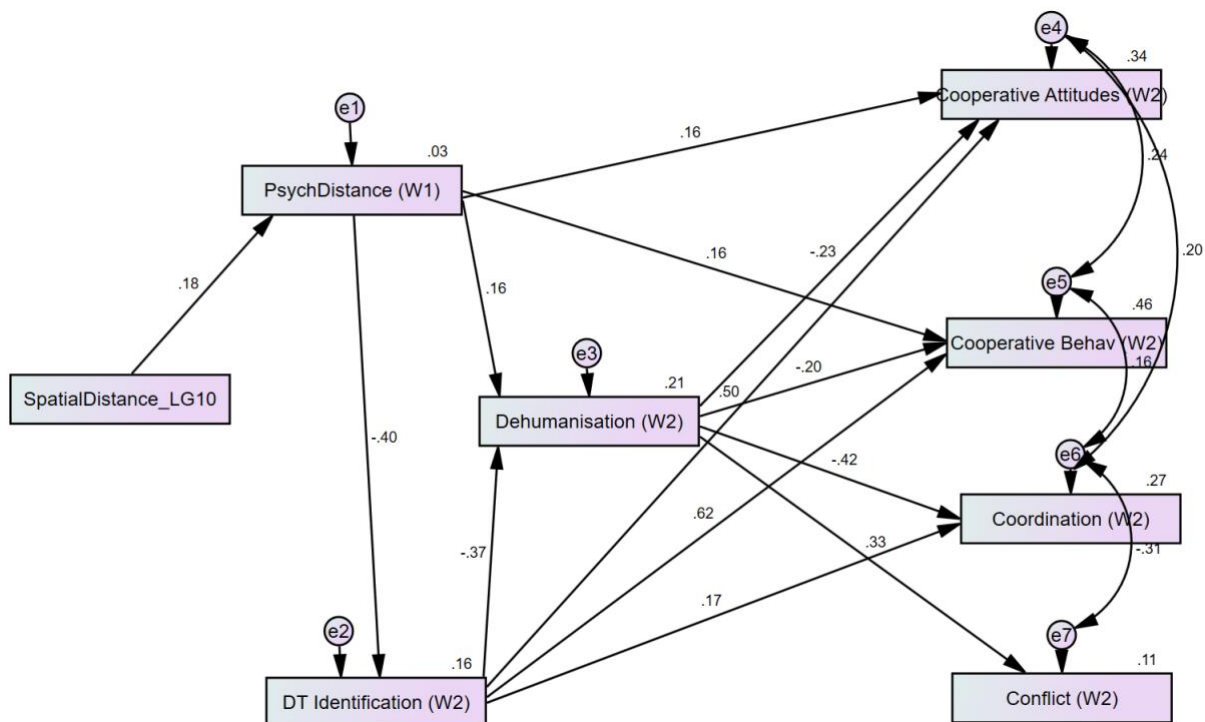 e4
.34
Cooperative Attitudes (W2)
e1
.16
.24
.03
PsychDistance (W1)
-.23
.20
.16
.18
e5
.46
.16
Cooperative Behav (W2)
e3
.16
-.20
SpatialDistance_LG10
.21
.50
Dehumanisation (W2)
-.40
-.42
e6
.27
.62
Coordination (W2)
.33
-.31
-.37
.17
e2
e7
.16
.11
DT Identification (W2)
Conflict (W2)